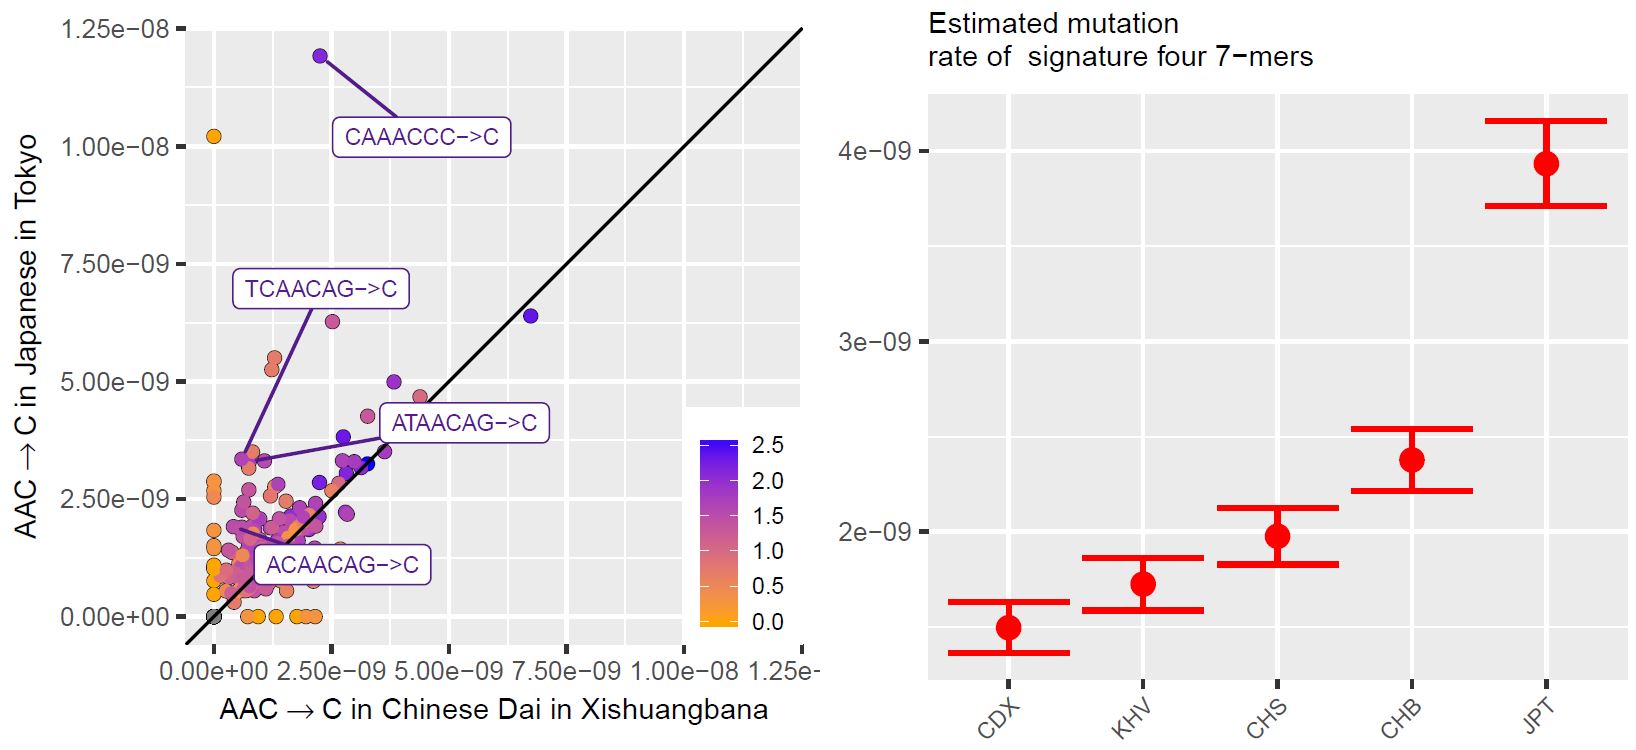 1.25e−08
1.00e−08
7.50e−09
5.00e−09
2.50e−09
0.00e+00
AAC → C in Japanese in Tokyo
CAAACCC−>C
TCAACAG−>C
ATAACAG−>C
ACAACAG−>C
2.5
2.0
1.5
1.0
0.5
0.0
0.00e+00 2.50e−09 5.00e−09 7.50e−09 1.00e−08 1.25e-
AAC → C in Chinese Dai in Xishuangbana
Estimated mutation
rate of  signature four 7−mers
4e−09
3e−09
2e−09
CDX
KHV
CHS
CHB
JPT